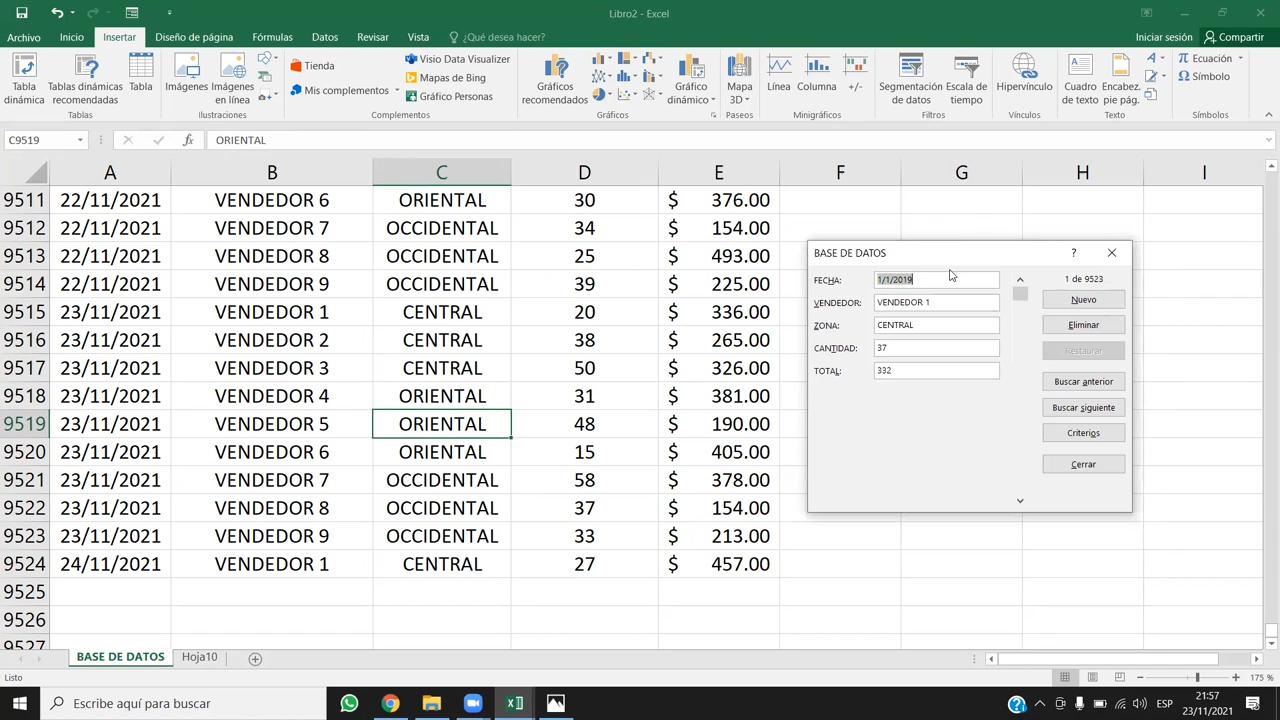 Libro2 - Excel
Archivo Inicio Insertar Diseño de página Fórmulas Datos Revisar Vista ¿Qué desea hacer? Iniciar sesión Compartir
Tabla dinámica
Tablas dinámicas recomendadas
Tabla
Tablas
Imágenes
Imágenes en línea
Ilustraciones
Tienda
Mis complementos
Visio Data Visualizer
Mapas de Bing
Gráficos Personas
Complementos
Gráficos recomendados
Gráfico dinámico
Gráficos
Mapa 3D
Paseos
Línea
Columna
+/-
Minigráficos
Segmentación de datos
Escala de tiempo
Filtros
Hipervínculo
Vínculos
Cuadro de texto
Encabez. pie pág.
Texto
Ecuación
Símbolo
Símbolos
C9519 fx ORIENTAL
A B C D E F G H I
9511 22/11/2021 VENDEDOR 6 ORIENTAL 30 $ 376.00
9512 22/11/2021 VENDEDOR 7 OCCIDENTAL 34 $ 154.00
9513 22/11/2021 VENDEDOR 8 OCCIDENTAL 25 $ 493.00
9514 22/11/2021 VENDEDOR 9 OCCIDENTAL 39 $ 225.00
9515 23/11/2021 VENDEDOR 1 CENTRAL 20 $ 336.00
9516 23/11/2021 VENDEDOR 2 CENTRAL 38 $ 265.00
9517 23/11/2021 VENDEDOR 3 CENTRAL 50 $ 326.00
9518 23/11/2021 VENDEDOR 4 ORIENTAL 31 $ 381.00
9519 23/11/2021 VENDEDOR 5 ORIENTAL 48 $ 190.00
9520 23/11/2021 VENDEDOR 6 ORIENTAL 15 $ 405.00
9521 23/11/2021 VENDEDOR 7 OCCIDENTAL 58 $ 378.00
9522 23/11/2021 VENDEDOR 8 OCCIDENTAL 37 $ 154.00
9523 23/11/2021 VENDEDOR 9 OCCIDENTAL 33 $ 213.00
9524 24/11/2021 VENDEDOR 1 CENTRAL 27 $ 457.00
9525
9526
9527
BASE DE DATOS ?
FECHA: 1/1/2019 1 de 9523
VENDEDOR: VENDEDOR 1 Nuevo
ZONA: CENTRAL Eliminar
CANTIDAD: 37 Restaurar
TOTAL: 332
Buscar anterior
Buscar siguiente
Criterios
Cerrar
BASE DE DATOS Hoja10
Listo 175 %
Escribe aquí para buscar
ESP
21:57
23/11/2021